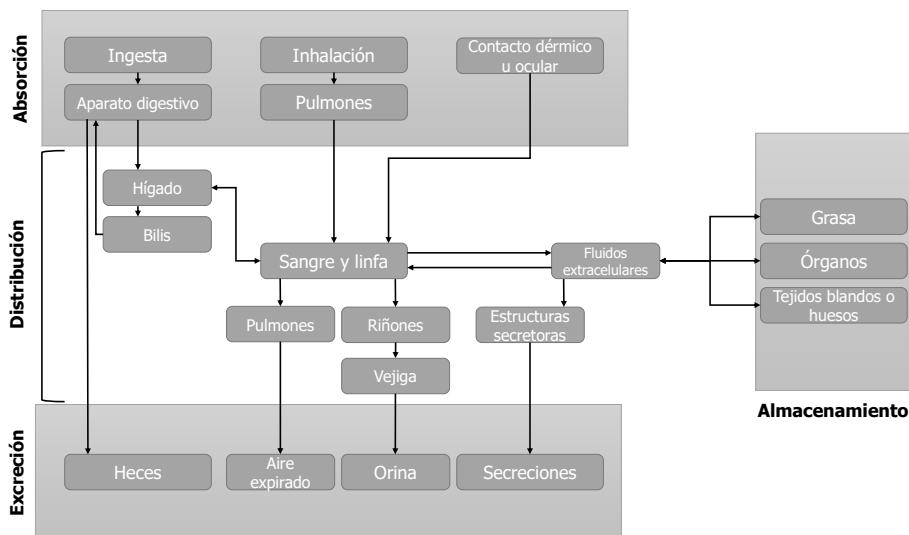 Absorción
Ingesta
Inhalación
Contacto dérmico
u ocular
Aparato digestivo
Pulmones
Distribución
Hígado
Bilis
Sangre y linfa
Fluidos
extracelulares
Grasa
Órganos
Tejidos blandos o
huesos
Almacenamiento
Pulmones
Riñones
Estructuras
secretoras
Vejiga
Excreción
Heces
Aire
expirado
Orina
Secreciones